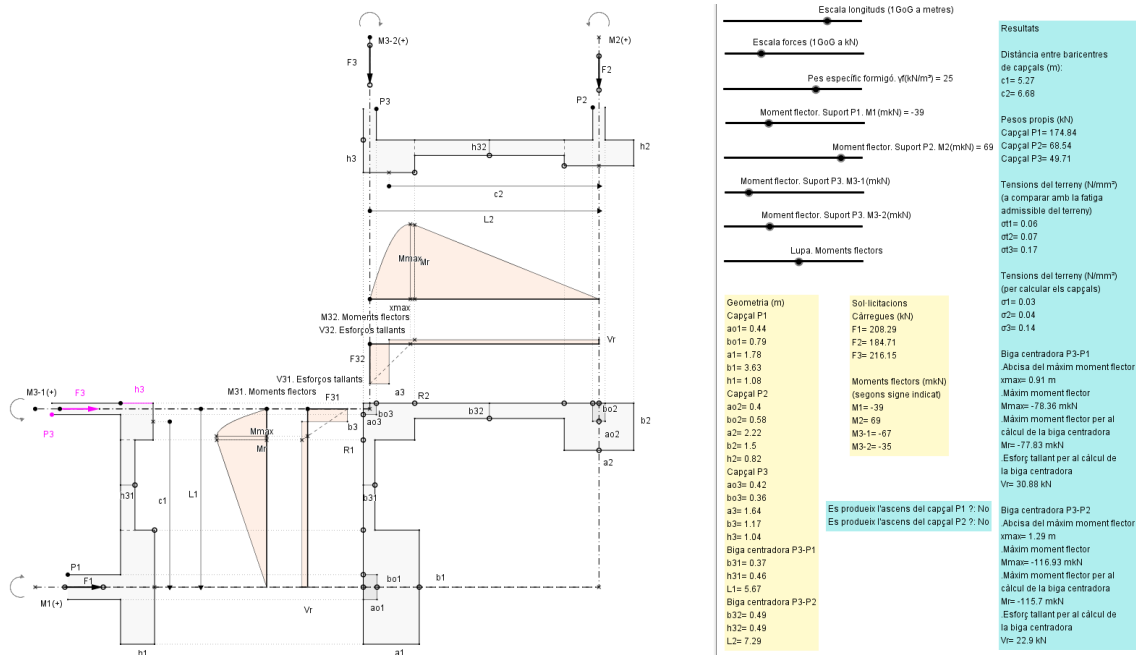 M3-2(+)
F3
P3
M2(+)
F2
P2
h3
h32
h2
c2
L2
Mmax
Mr
xmax
M32. Moments flectors
V32. Esforços tallants
Vr
F32
V31. Esforços tallants
M31. Moments flectors
F31
a3
R2
M3-1(+)
F3
h3
P3
ao3
bo3
b3
b32
bo2
ao2
b2
a2
R1
Mmax
Mr
h31
c1
L1
b31
P1
F1
M1(+)
h1
Vr
bo1
ao1
b1
a1
Escala longituds (1GoG a metres)
Escala forces (1GoG a kN)
Pes específic formigó. γf(kN/m³) = 25
Moment flector. Suport P1. M1(mkN) = -39
Moment flector. Suport P2. M2(mkN) = 69
Moment flector. Suport P3. M3-1(mkN)
Moment flector. Suport P3. M3-2(mkN)
Lupa. Moments flectors
Geometria (m)
Capçal P1
ao1= 0.44
bo1= 0.79
a1= 1.78
b1= 3.63
h1= 1.08
Capçal P2
ao2= 0.4
bo2= 0.58
a2= 2.22
b2= 1.5
h2= 0.82
Capçal P3
ao3= 0.42
bo3= 0.36
a3= 1.64
b3= 1.17
h3= 1.04
Biga centradora P3-P1
b31= 0.37
h31= 0.46
L1= 5.67
Biga centradora P3-P2
b32= 0.49
h32= 0.49
L2= 7.29
Sol·licitacions
Càrregues (kN)
F1= 208.29
F2= 184.71
F3= 216.15
Moments flectors (mkN)
(segons signe indicat)
M1= -39
M2= 69
M3-1= -67
M3-2= -35
Es produeix l'ascens del capçal P1 ?: No
Es produeix l'ascens del capçal P2 ?: No
Resultats
Distància entre baricentres
de capçals (m):
c1= 5.27
c2= 6.68
Pesos propis (kN)
Capçal P1= 174.84
Capçal P2= 68.54
Capçal P3= 49.71
Tensions del terreny (N/mm²)
(a comparar amb la fatiga
admissible del terreny)
σt1= 0.06
σt2= 0.07
σt3= 0.17
Tensions del terreny (N/mm²)
(per calcular els capçals)
σ1= 0.03
σ2= 0.04
σ3= 0.14
Biga centradora P3-P1
.Abcisa del màxim moment flector
xmax= 0.91 m
.Màxim moment flector
Mmax= -78.36 mkN
.Màxim moment flector per al
càlcul de la biga centradora
Mr= -77.83 mkN
.Esforç tallant per al càlcul de
la biga centradora
Vr= 30.88 kN
Biga centradora P3-P2
.Abcisa del màxim moment flector
xmax= 1.29 m
.Màxim moment flector
Mmax= -116.93 mkN
.Màxim moment flector per al
càlcul de la biga centradora
Mr= -115.7 mkN
.Esforç tallant per al càlcul de
la biga centradora
Vr= 22.9 kN